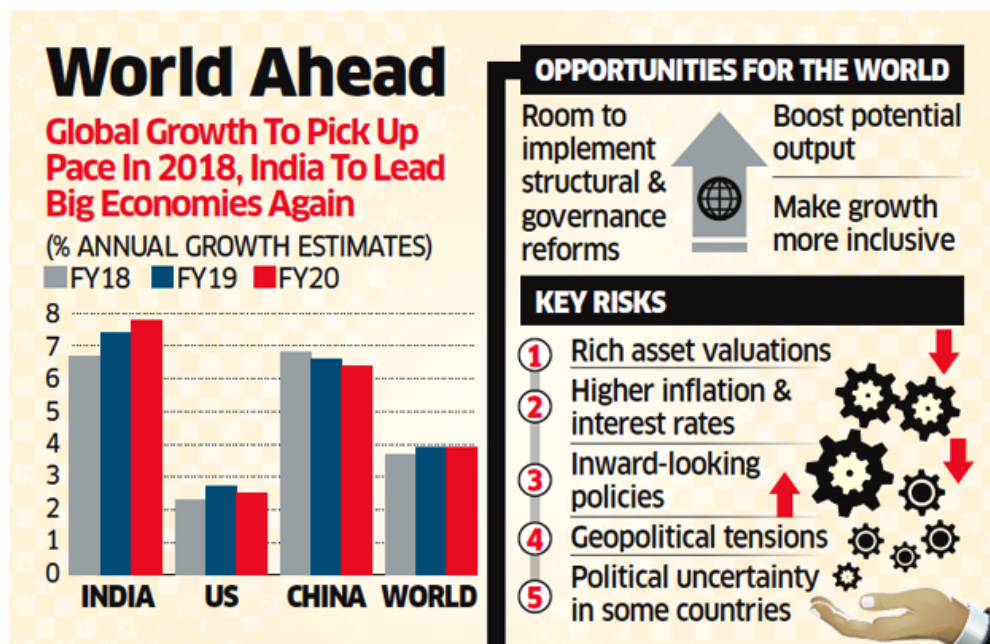 World Ahead
Global Growth To Pick Up
Pace In 2018, India To Lead
Big Economies Again
(% ANNUAL GROWTH ESTIMATES)
FY18 FY19 FY20
8
7
6
5
4
3
2
1
0
INDIA US CHINA WORLD
OPPORTUNITIES FOR THE WORLD
Room to
implement
structural &
governance
reforms
Boost potential
output
Make growth
more inclusive
KEY RISKS
1 Rich asset valuations
2 Higher inflation &
interest rates
3 Inward-looking
policies
4 Geopolitical tensions
5 Political uncertainty
in some countries